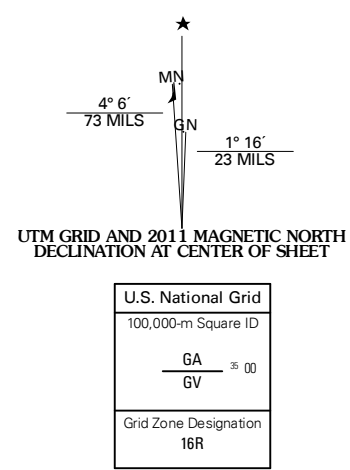 ★
MN
4° 6´
73 MILS
GN
1° 16´
23 MILS
UTM GRID AND 2011 MAGNETIC NORTH
DECLINATION AT CENTER OF SHEET
U.S. National Grid
100,000-m Square ID
GA
35 00
GV
Grid Zone Designation
16R